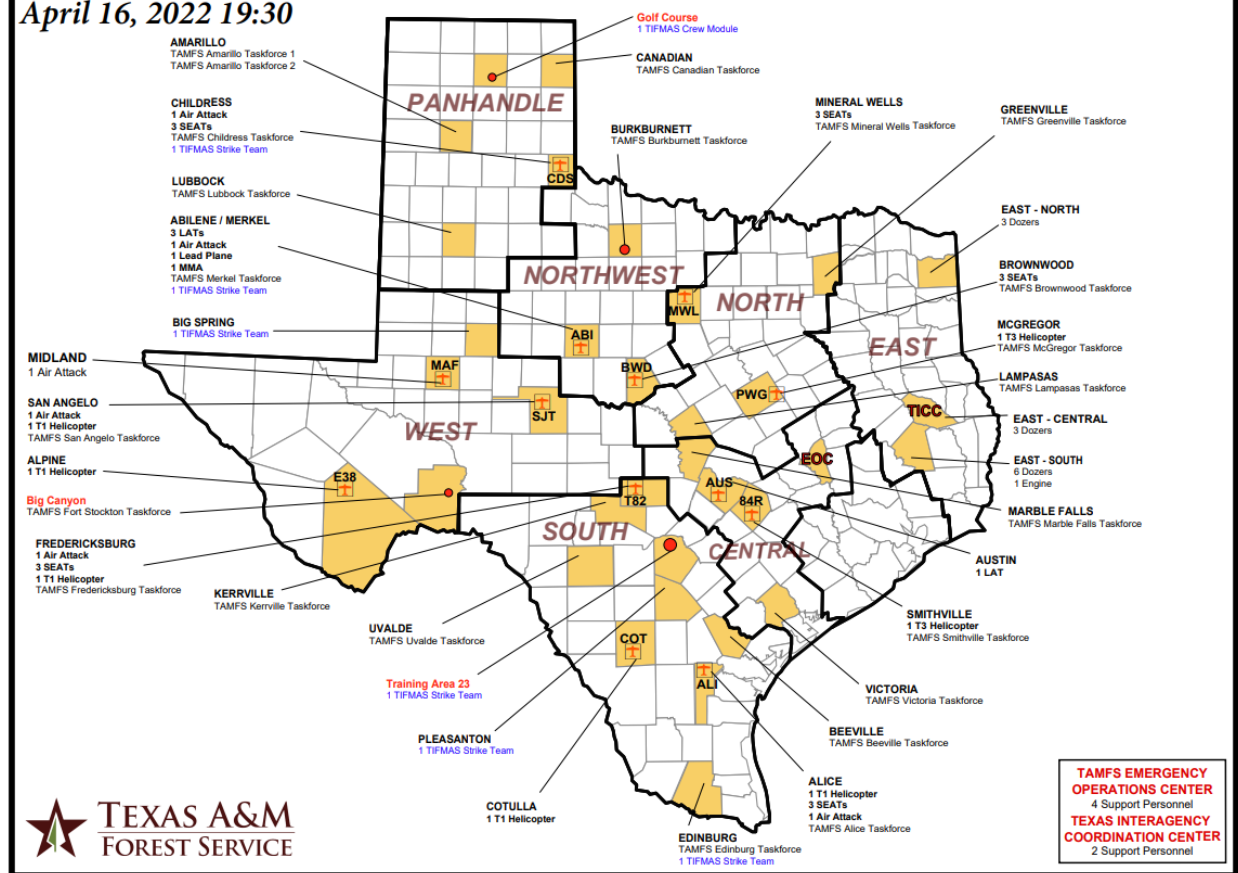 April 16, 2022 19:30
AMARILLO
TAMFS Amarillo Taskforce 1
TAMFS Amarillo Taskforce 2
CHILDRESS
1 Air Attack
3 SEATs
TAMFS Childress Taskforce
1 TIFMAS Strike Team
LUBBOCK
TAMFS Lubbock Taskforce
ABILENE / MERKEL
3 LATs
1 Air Attack
1 Lead Plane
1 MMA
TAMFS Merkel Taskforce
1 TIFMAS Strike Team
BIG SPRING
1 TIFMAS Strike Team
MIDLAND
1 Air Attack
SAN ANGELO
1 Air Attack
1 T1 Helicopter
TAMFS San Angelo Taskforce
ALPINE
1 T1 Helicopter
Big Canyon
TAMFS Fort Stockton Taskforce
FREDERICKSBURG
1 Air Attack
3 SEATs
1 T1 Helicopter
TAMFS Fredericksburg Taskforce
KERRVILLE
TAMFS Kerrville Taskforce
UVALDE
TAMFS Uvalde Taskforce
Training Area 23
1 TIFMAS Strike Team
PLEASANTON
1 TIFMAS Strike Team
COTULLA
1 T1 Helicopter
Golf Course
1 TIFMAS Crew Module
CANADIAN
TAMFS Canadian Taskforce
BURKBURNETT
TAMFS Burkburnett Taskforce
MINERAL WELLS
3 SEATs
TAMFS Mineral Wells Taskforce
GREENVILLE
TAMFS Greenville Taskforce
EAST - NORTH
3 Dozers
BROWNWOOD
3 SEATs
TAMFS Brownwood Taskforce
MCGREGOR
1 T3 Helicopter
TAMFS McGregor Taskforce
LAMPASAS
TAMFS Lampasas Taskforce
EAST - CENTRAL
3 Dozers
EAST - SOUTH
6 Dozers
1 Engine
MARBLE FALLS
TAMFS Marble Falls Taskforce
AUSTIN
1 LAT
SMITHVILLE
1 T3 Helicopter
TAMFS Smithville Taskforce
VICTORIA
TAMFS Victoria Taskforce
BEEVILLE
TAMFS Beeville Taskforce
ALICE
1 T1 Helicopter
3 SEATs
1 Air Attack
TAMFS Alice Taskforce
EDINBURG
TAMFS Edinburg Taskforce
1 TIFMAS Strike Team
PANHANDLE
CDS
NORTHWEST
MWL
NORTH
ABI
EAST
MAF
BWD
PWG
SJT
TICC
WEST
EOC
E38
AUS
T82
84R
SOUTH
CENTRAL
COT
ALI
TEXAS A&M
FOREST SERVICE
TAMFS EMERGENCY
OPERATIONS CENTER
4 Support Personnel
TEXAS INTERAGENCY
COORDINATION CENTER
2 Support Personnel